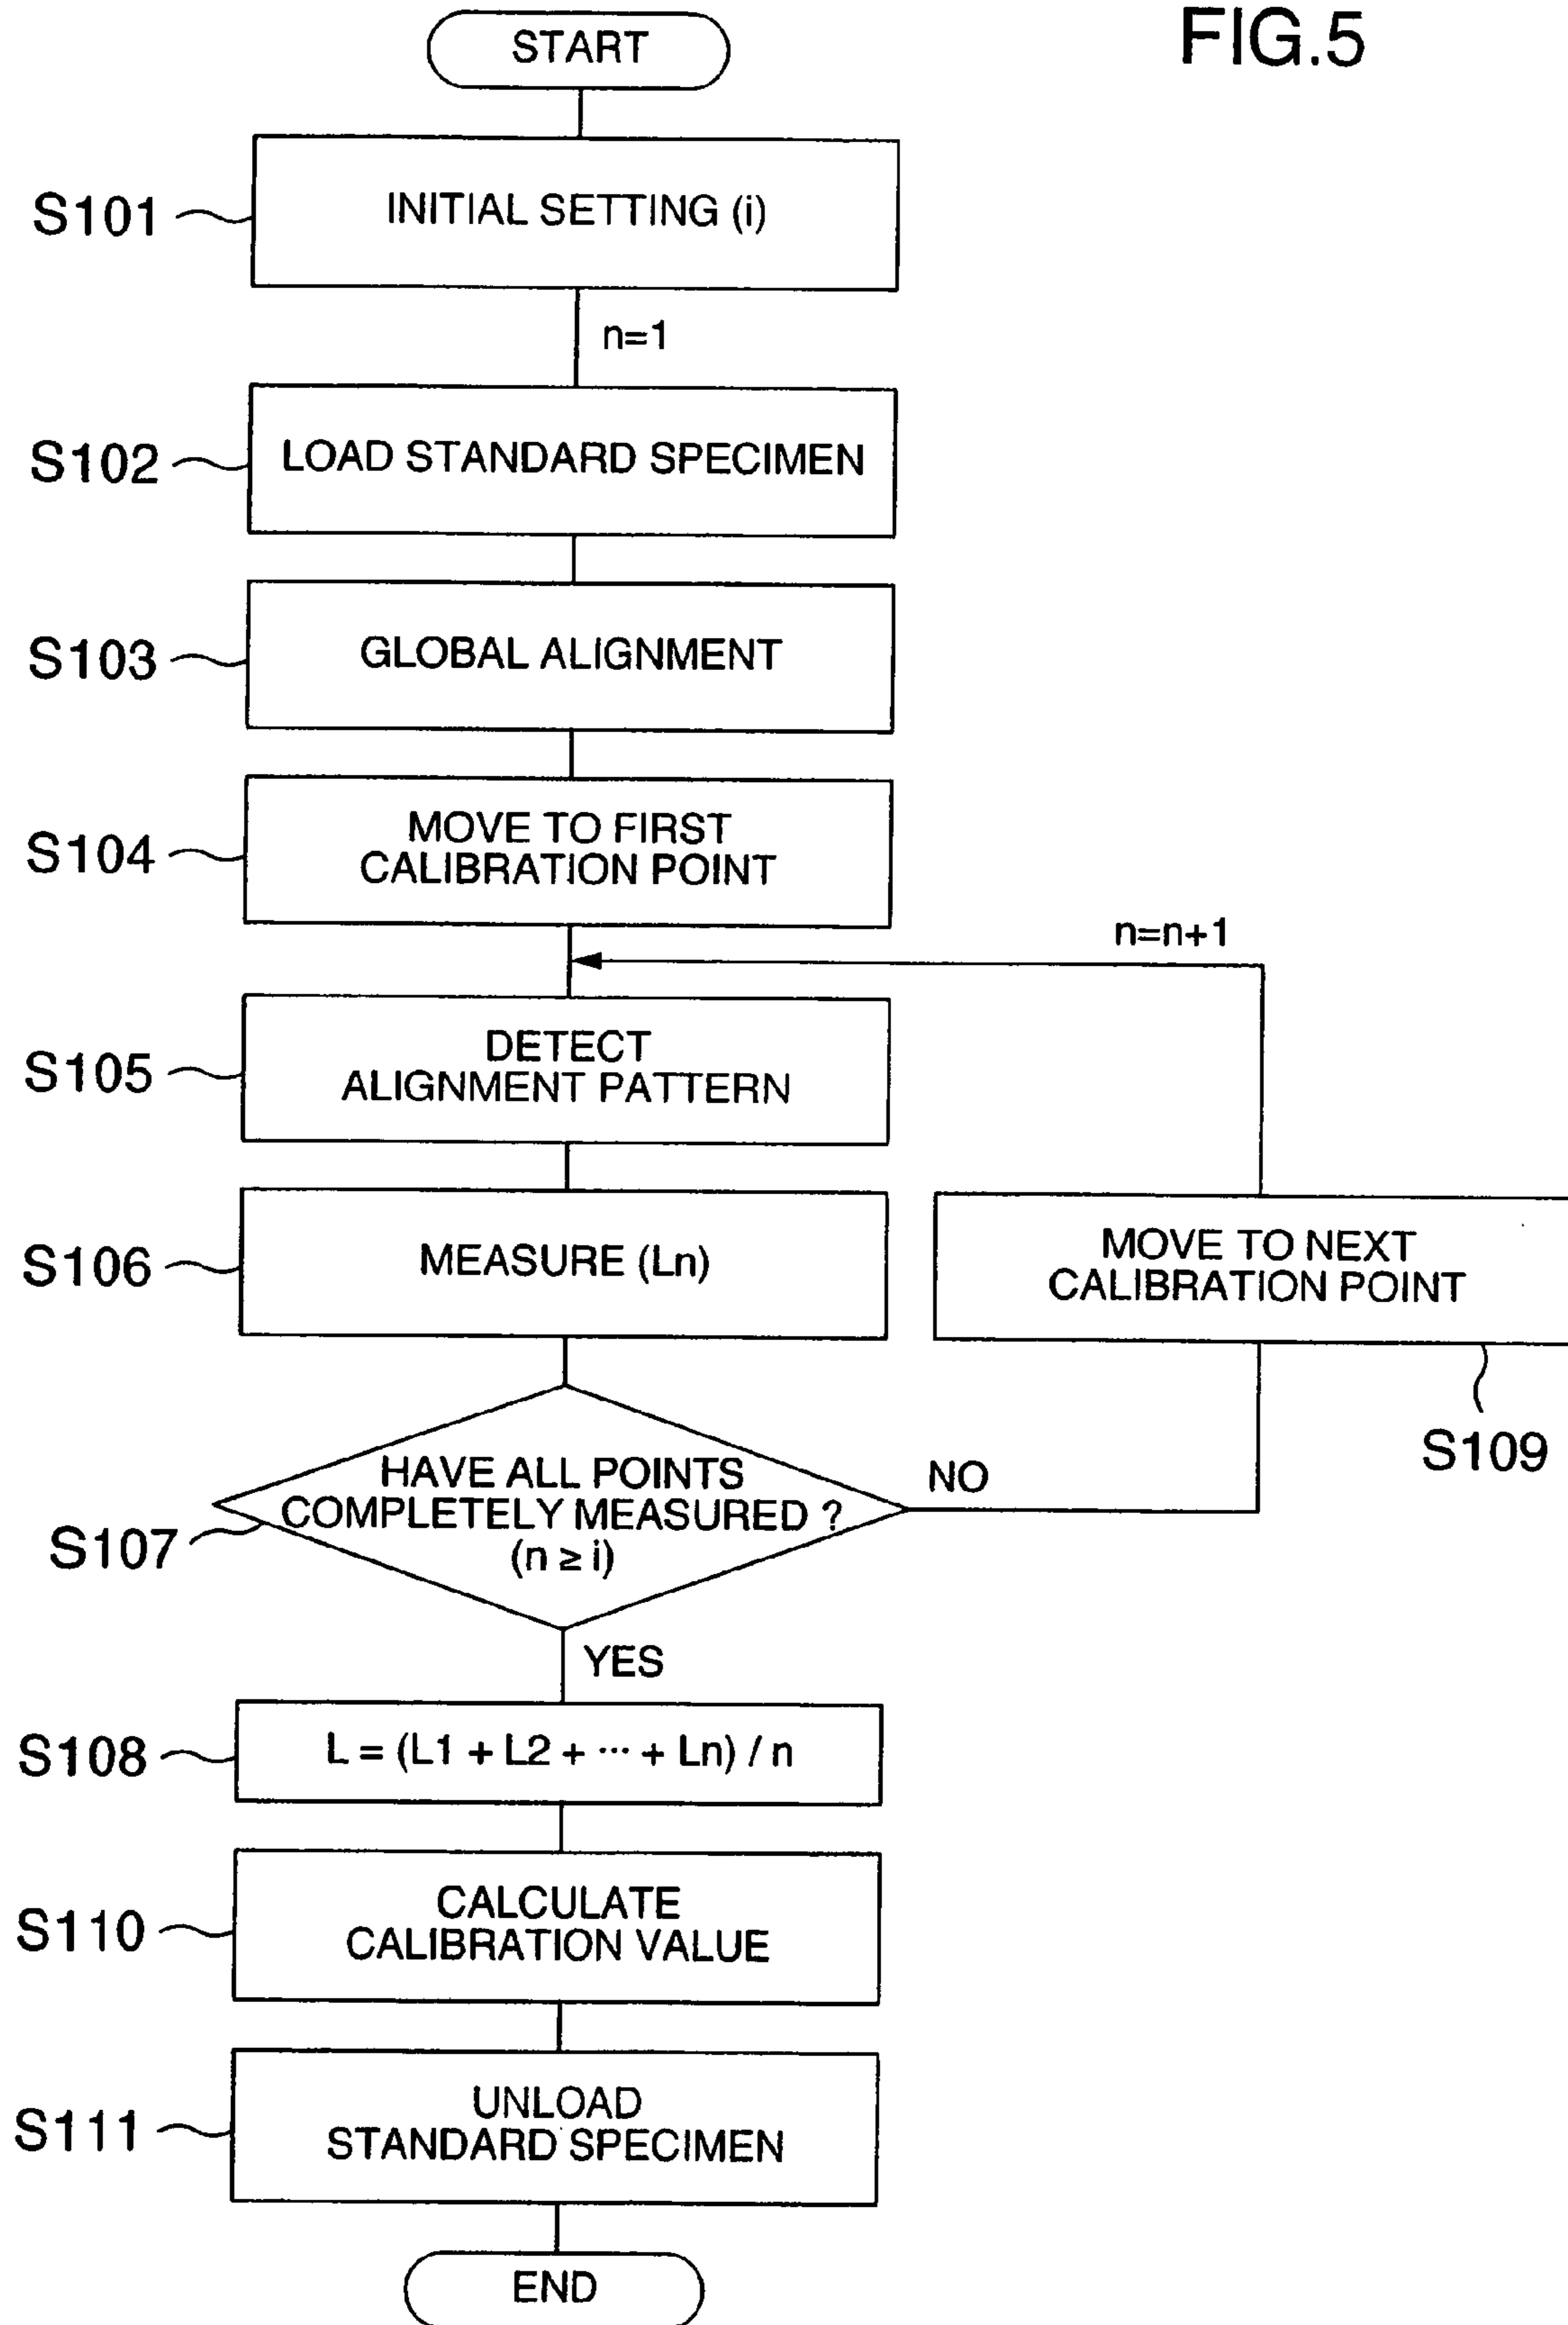 FIG.5
START
S101
INITIAL SETTING (i)
n=1
S102
LOAD STANDARD SPECIMEN
S103
GLOBAL ALIGNMENT
S104
MOVE TO FIRST
CALIBRATION POINT
n=n+1
S105
DETECT
ALIGNMENT PATTERN
S106
MEASURE (Ln)
MOVE TO NEXT
CALIBRATION POINT
S109
S107
HAVE ALL POINTS
COMPLETELY MEASURED ?
(n ≥ i)
NO
YES
S108
L = (L1 + L2 + ··· + Ln) / n
S110
CALCULATE
CALIBRATION VALUE
S111
UNLOAD
STANDARD SPECIMEN
END